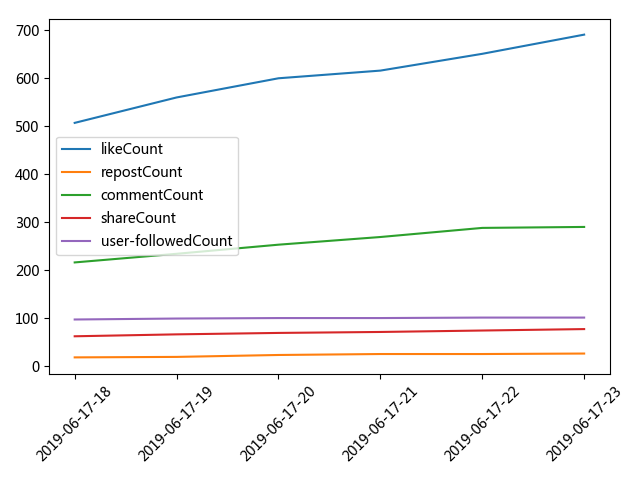 700
600
500
400
300
200
100
0
likeCount
repostCount
commentCount
shareCount
user-followedCount
2019-06-17-18
2019-06-17-19
2019-06-17-20
2019-06-17-21
2019-06-17-22
2019-06-17-23